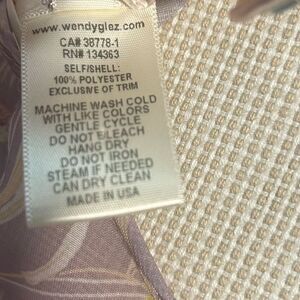 www.wendyglez.com
CA# 38778-1
RN# 134363
SELF/SHELL:
100% POLYESTER
EXCLUSIVE OF TRIM
MACHINE WASH COLD
WITH LIKE COLORS
GENTLE CYCLE
DO NOT BLEACH
HANG DRY
DO NOT IRON
STEAM IF NEEDED
CAN DRY CLEAN
MADE IN USA